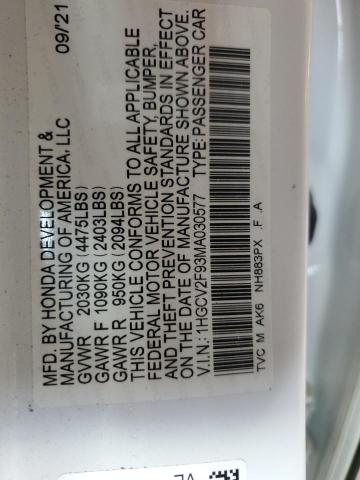 MFD. BY HONDA DEVELOPMENT & 09/21
MANUFACTURING OF AMERICA, LLC
GVWR 2030KG (4475LBS)
GAWR F 1090KG (2403LBS)
GAWR R 950KG (2094LBS)
THIS VEHICLE CONFORMS TO ALL APPLICABLE
FEDERAL MOTOR VEHICLE SAFETY, BUMPER,
AND THEFT PREVENTION STANDARDS IN EFFECT
ON THE DATE OF MANUFACTURE SHOWN ABOVE.
V.I.N.: 1HGCV2F93MA030577 TYPE: PASSENGER CAR
TVC M AK6 NH883PX F A